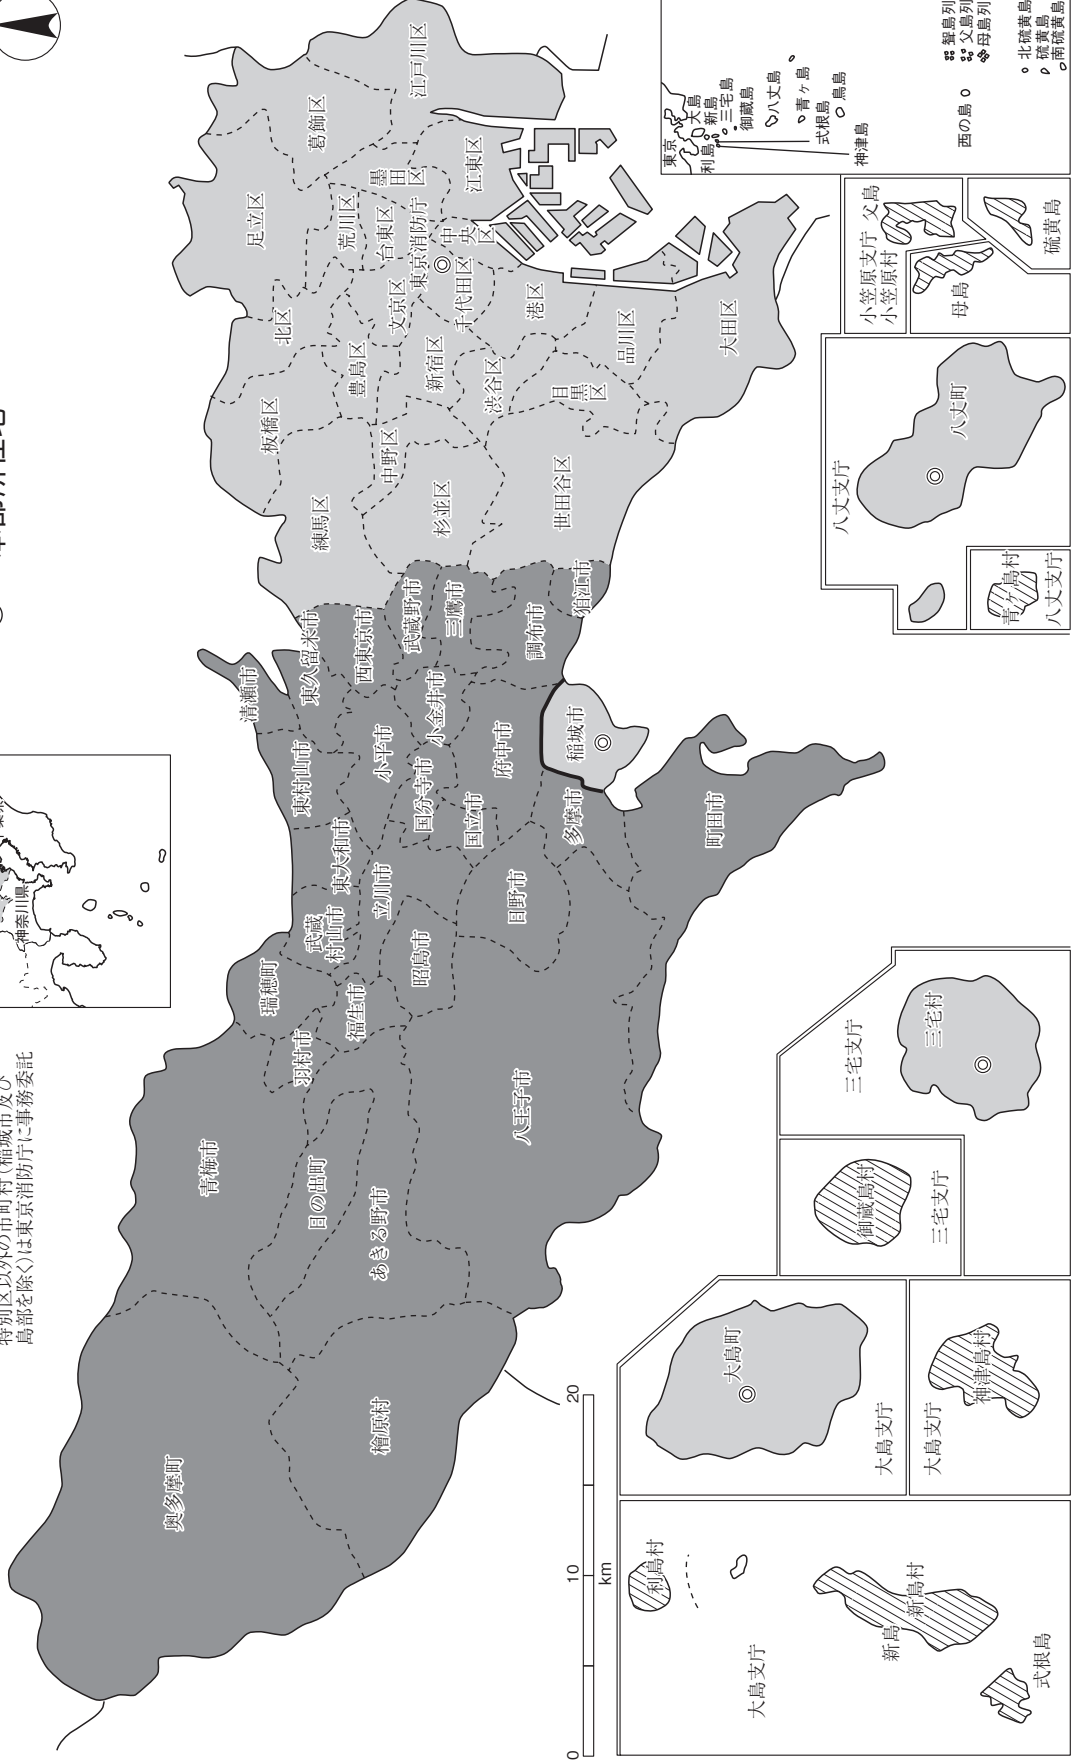 本部所在地
特別区以外の市町村(稲城市及び
島部を除く)は東京消防庁に事務委託
神奈川県
奥多摩町
檜原村
青梅市
日の出町
あきる野市
八王子市
羽村市
瑞穂町
福生市
武蔵
村山市
昭島市
立川市
東大和市
日野市
東村山市
小平市
国分寺市
国立市
府中市
多摩市
町田市
稲城市
清瀬市
東久留米市
西東京市
小金井市
武蔵野市
三鷹市
調布市
狛江市
練馬区
板橋区
北区
足立区
葛飾区
江戸川区
荒川区
台東区
墨田区
江東区
文京区
豊島区
中野区
杉並区
新宿区
渋谷区
世田谷区
目黒区
千代田区
東京消防庁
中央区
港区
品川区
大田区
0
10
20
km
利島村
大島支庁
新島
新島村
式根島
大島町
大島支庁
神津島村
大島支庁
御蔵島村
三宅支庁
三宅村
三宅支庁
八丈支庁
八丈町
青ヶ島村
八丈支庁
小笠原支庁
小笠原村
父島
母島
硫黄島
東京
利島
大島
新島
三宅島
御蔵島
八丈島
青ヶ島
式根島
鳥島
神津島
西の島
聟島列
父島列
母島列
北硫黄島
硫黄島
南硫黄島